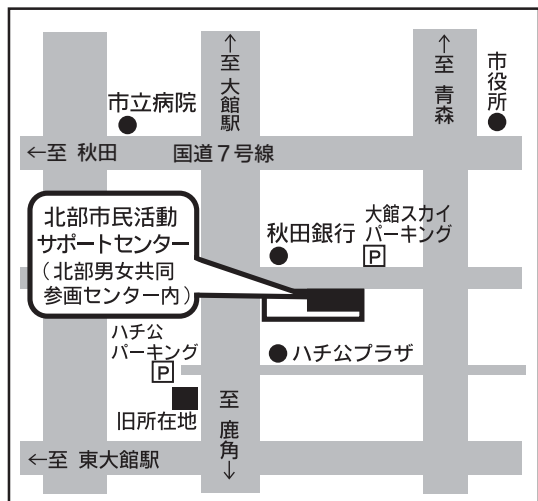 ↑至 大館駅
↑至 青森
市役所
市立病院
←至 秋田
国道7号線
北部市民活動
サポートセンター
(北部男女共同
参画センター内)
秋田銀行
大館スカイ
パーキング
P
ハチ公
パーキング
P
ハチ公プラザ
旧所在地
至 鹿角↓
←至 東大館駅